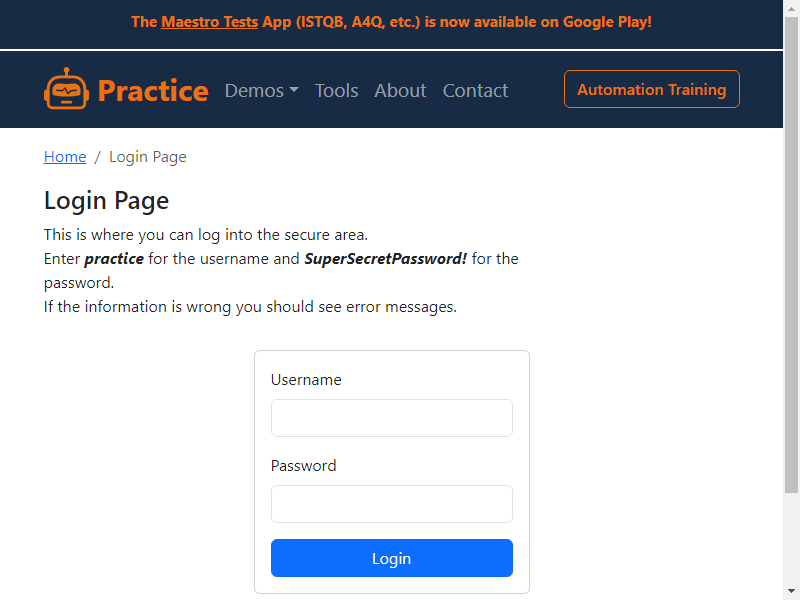 The Maestro Tests App (ISTQB, A4Q, etc.) is now available on Google Play!
Practice
Demos
Tools
About
Contact
Automation Training
Home / Login Page
Login Page
This is where you can log into the secure area.
Enter practice for the username and SuperSecretPassword! for the
password.
If the information is wrong you should see error messages.
Username
Password
Login